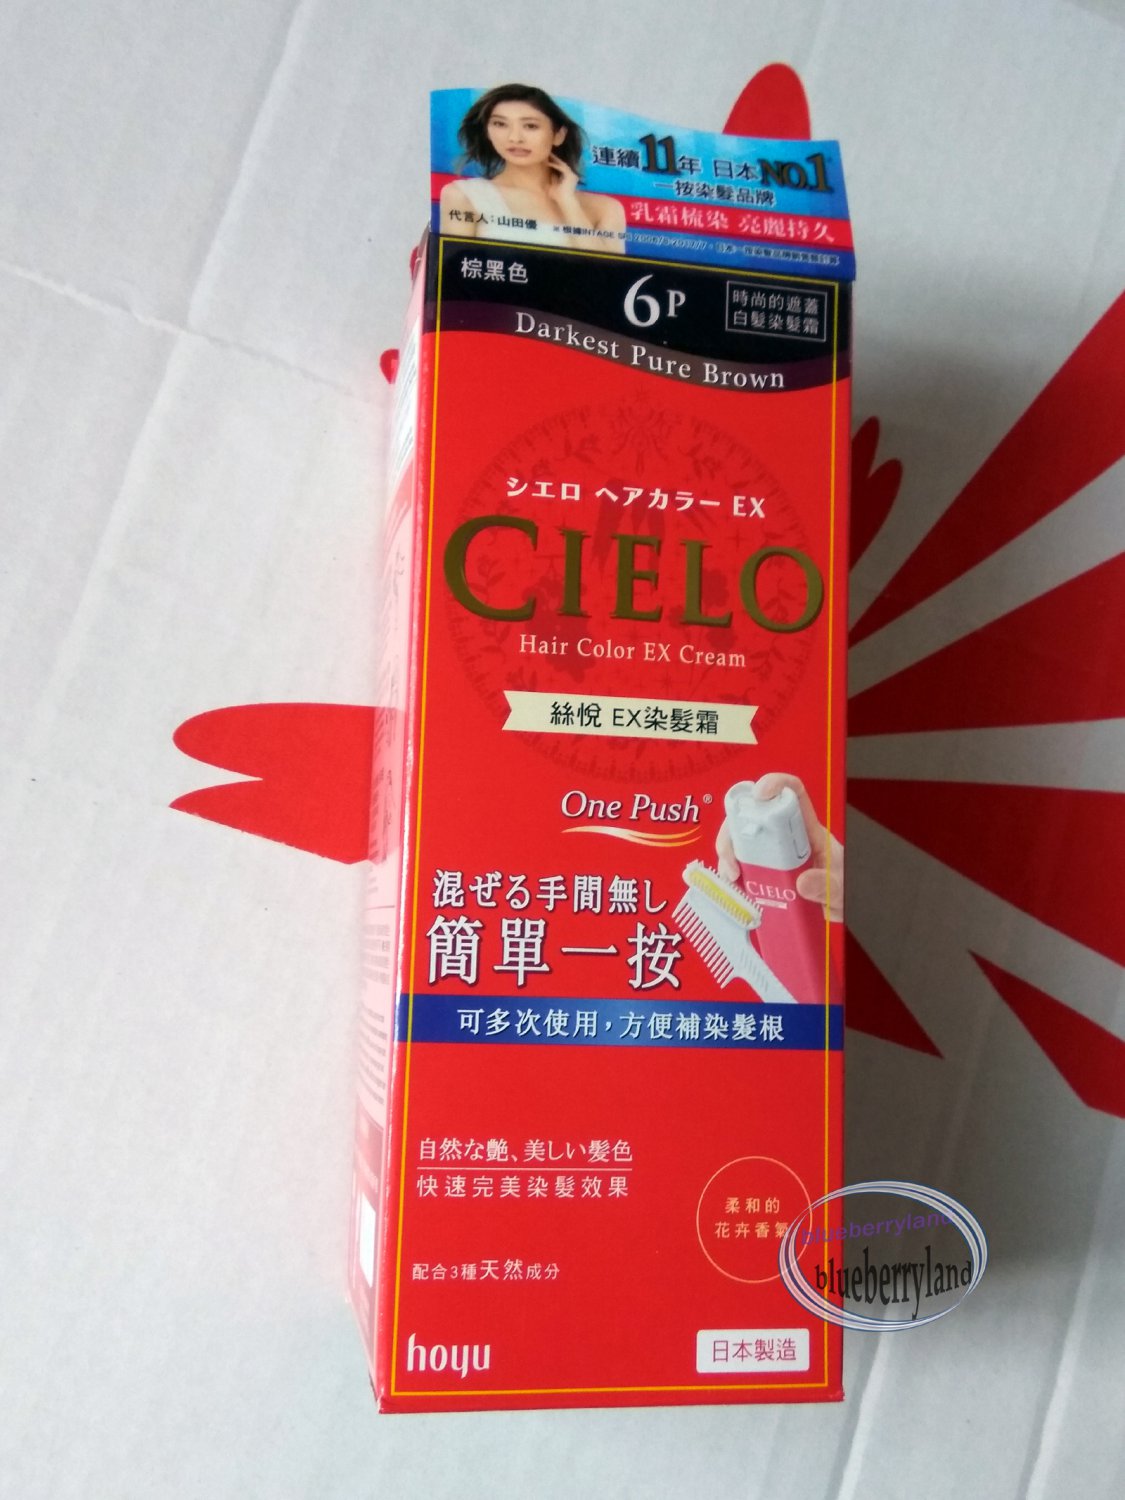 連續11年 日本NO.1
一按染髮品牌
乳霜梳染 亮麗持久
代言人：山田優
棕黑色
6P
時尚的遮蓋
白髮染髮霜
Darkest Pure Brown
シエロ ヘアカラー EX
CIELO
Hair Color EX Cream
絲悅 EX染髮霜
One Push®
CIELO
混ぜる手間無し
簡單一按
可多次使用，方便補染髮根
自然な艶、美しい髪色
快速完美染髮效果
柔和的
花卉香氣
配合3種天然成分
hoyu
日本製造
blueberryland
blueberryland